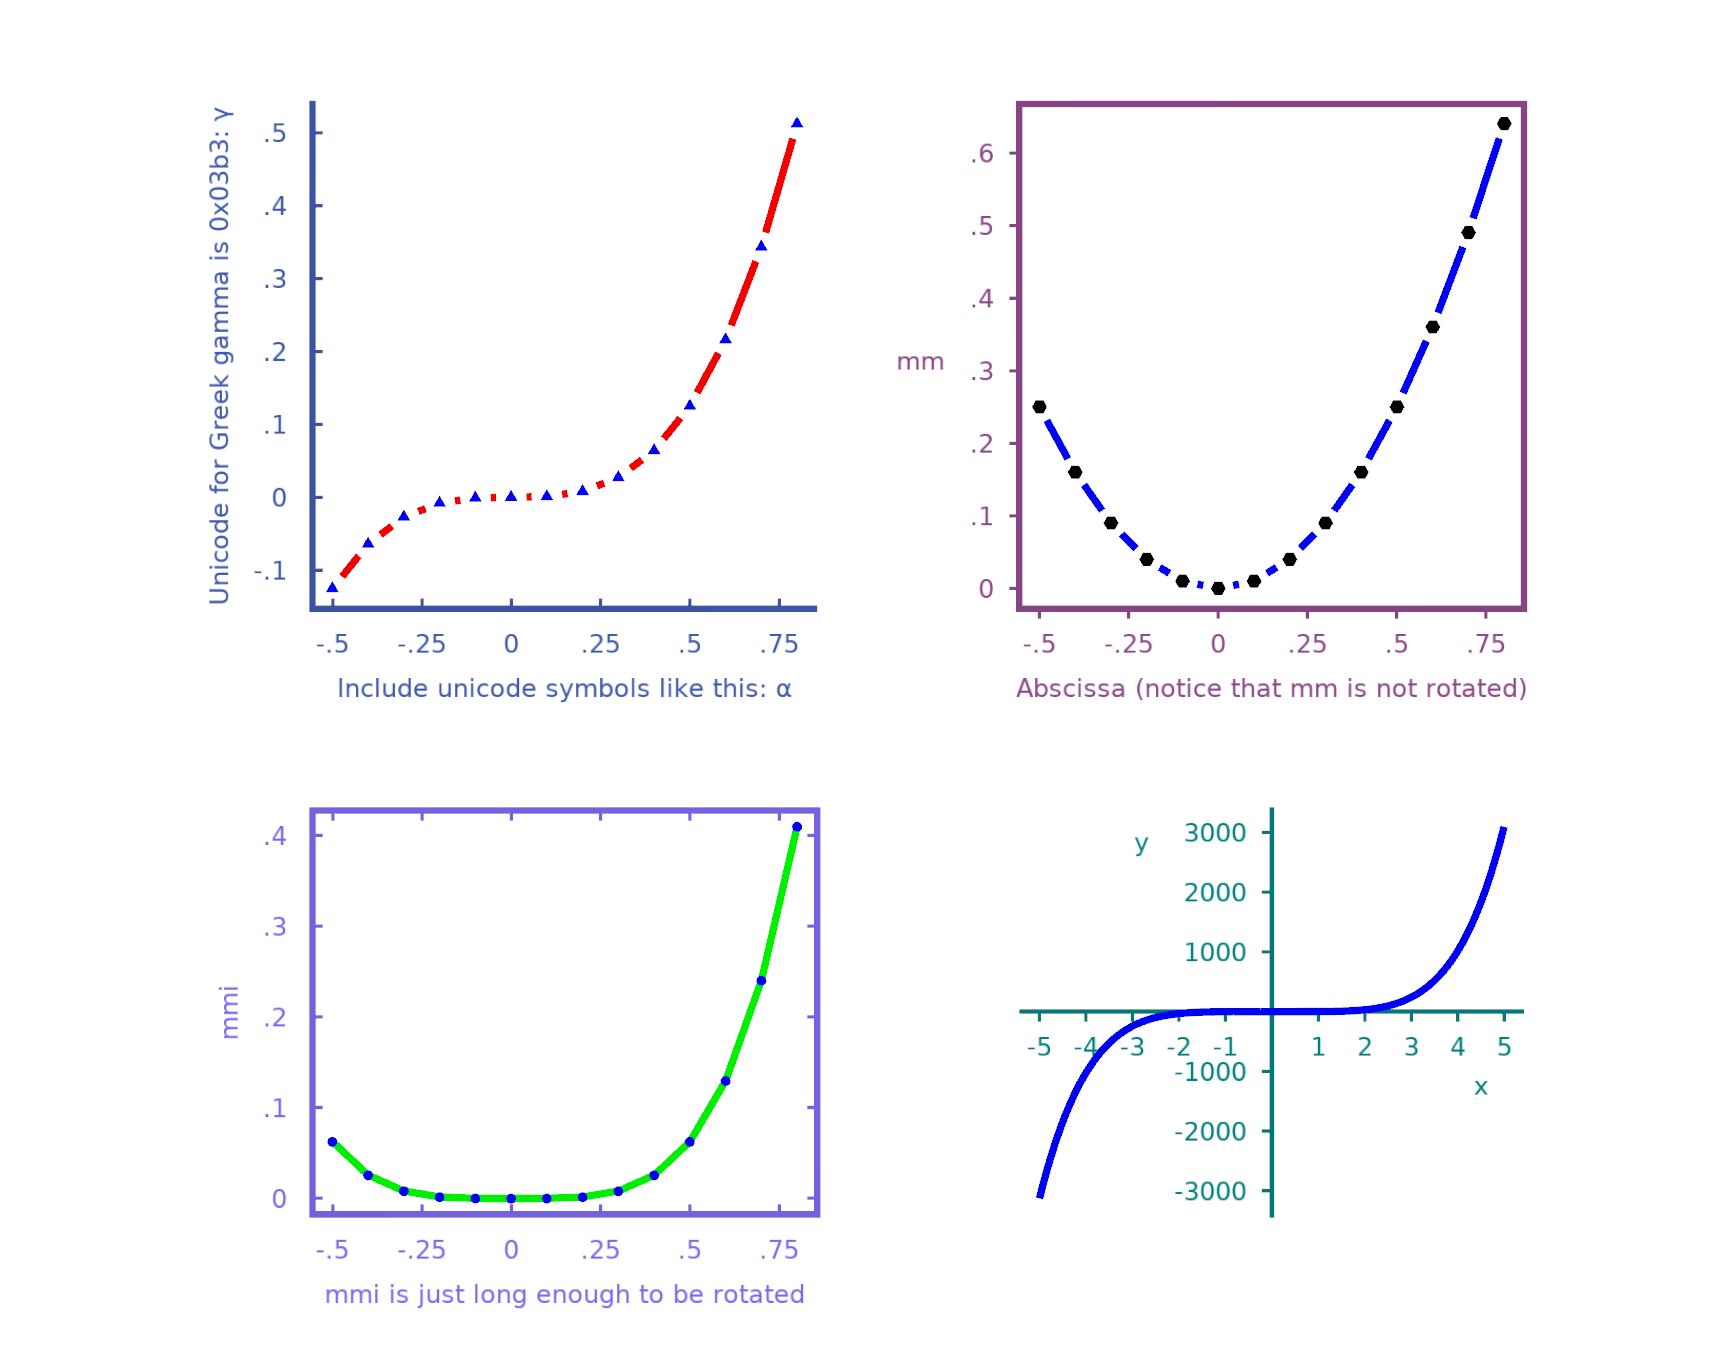 Unicode for Greek gamma is 0x03b3: γ
.5
.4
.3
.2
.1
0
-.1
-.5 -.25 0 .25 .5 .75
Include unicode symbols like this: α
mm
.6
.5
.4
.3
.2
.1
0
-.5 -.25 0 .25 .5 .75
Abscissa (notice that mm is not rotated)
mmi
.4
.3
.2
.1
0
-.5 -.25 0 .25 .5 .75
mmi is just long enough to be rotated
y
3000
2000
1000
-5 -4 -3 -2 -1 1 2 3 4 5
-1000
x
-2000
-3000